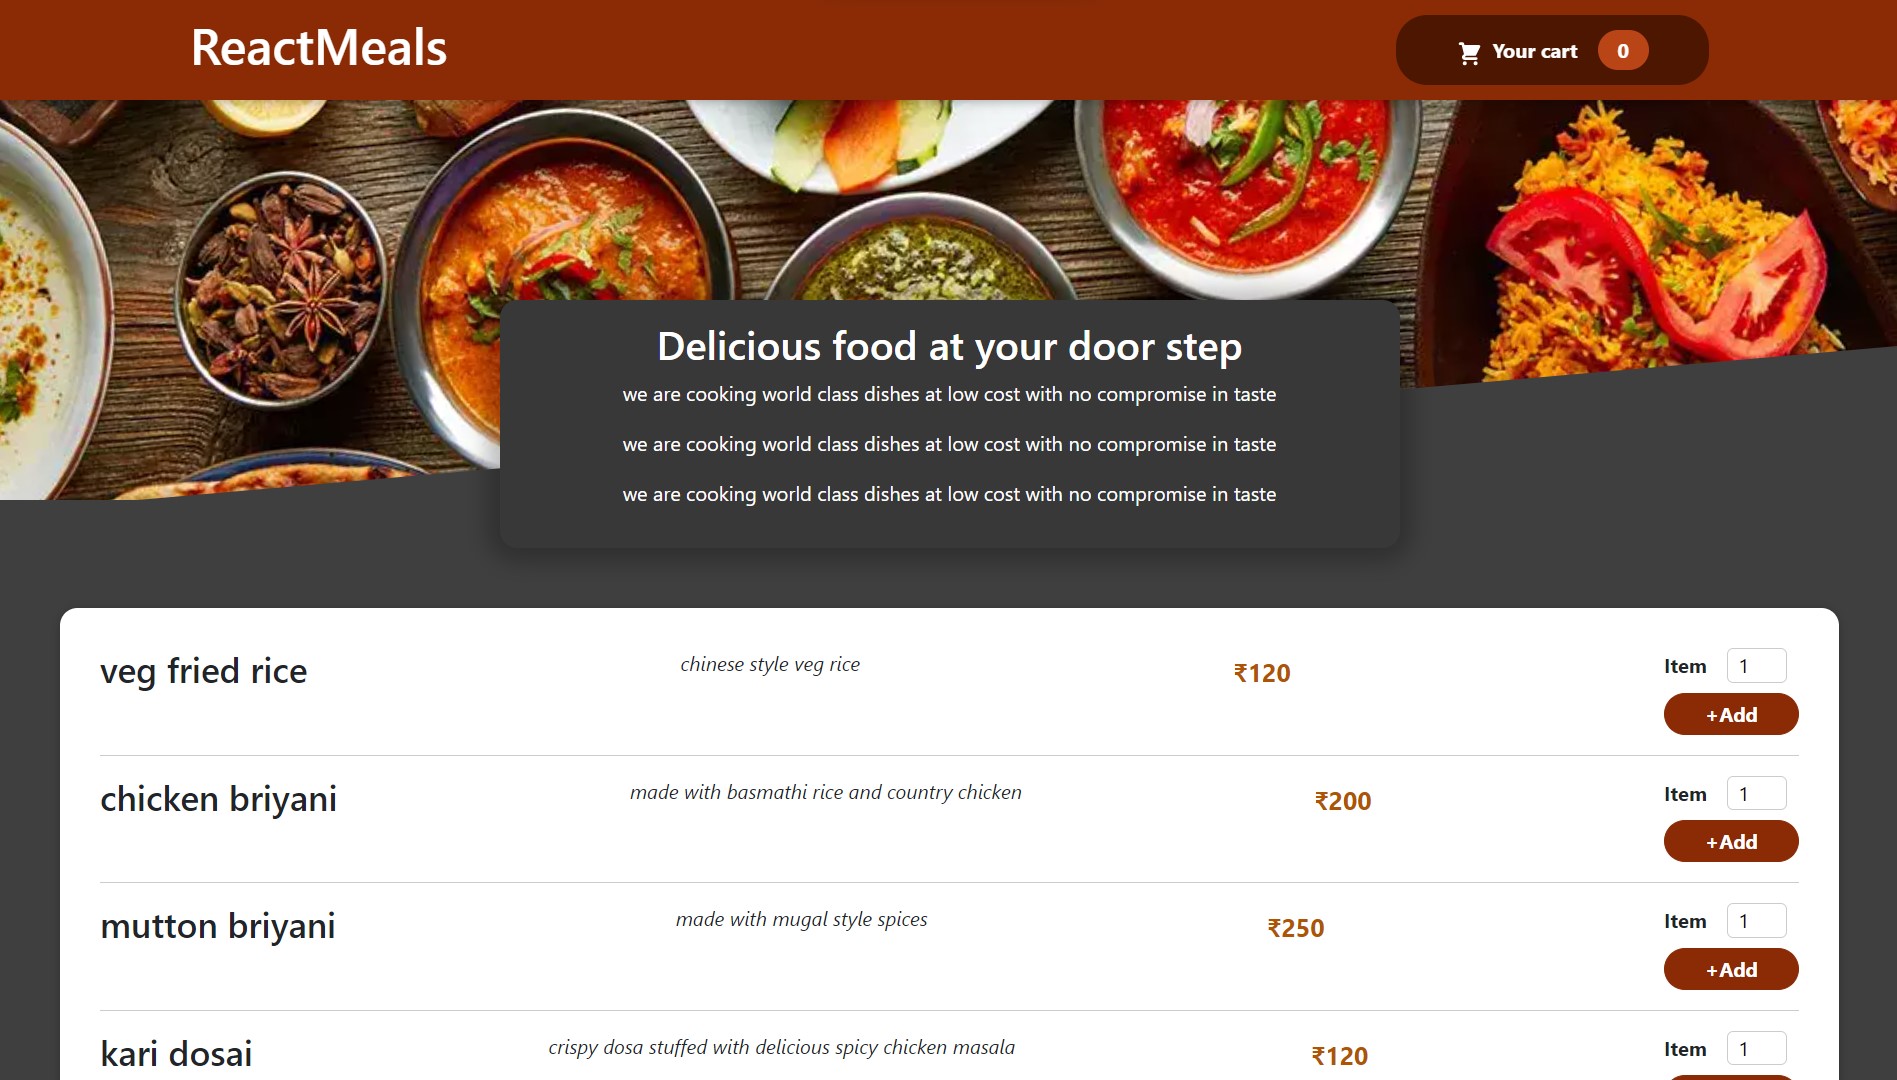 ReactMeals
Your cart 0
Delicious food at your door step
we are cooking world class dishes at low cost with no compromise in taste
we are cooking world class dishes at low cost with no compromise in taste
we are cooking world class dishes at low cost with no compromise in taste
veg fried rice chinese style veg rice ₹120 Item 1
+Add
chicken briyani made with basmathi rice and country chicken ₹200 Item 1
+Add
mutton briyani made with mugal style spices ₹250 Item 1
+Add
kari dosai crispy dosa stuffed with delicious spicy chicken masala ₹120 Item 1